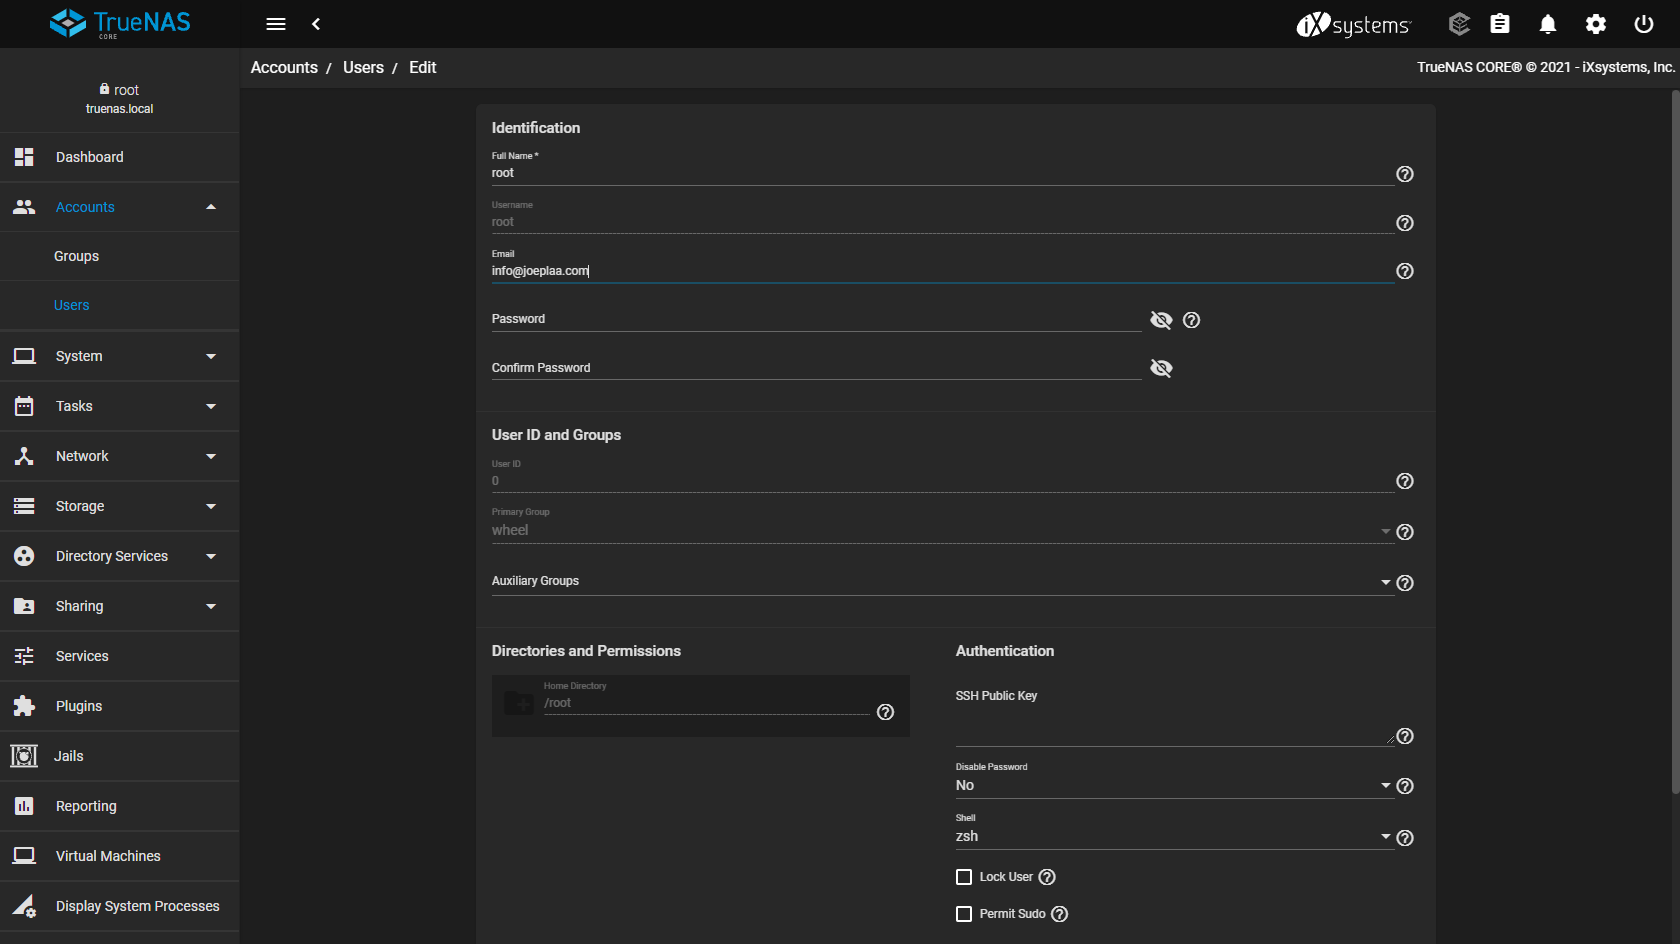 TrueNAS
CORE
iXsystems
Accounts / Users / Edit
TrueNAS CORE® © 2021 - iXsystems, Inc.
root
truenas.local
Dashboard
Accounts
Groups
Users
System
Tasks
Network
Storage
Directory Services
Sharing
Services
Plugins
Jails
Reporting
Virtual Machines
Display System Processes
Identification
Full Name *
root
Username
root
Email
info@joeplaa.com
Password
Confirm Password
User ID and Groups
User ID
0
Primary Group
wheel
Auxiliary Groups
Directories and Permissions
Home Directory
/root
Authentication
SSH Public Key
Disable Password
No
Shell
zsh
Lock User
Permit Sudo